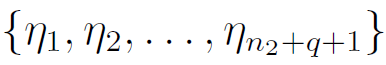 {η₁, η₂, . . . , ηₙ₂₊q₊₁}